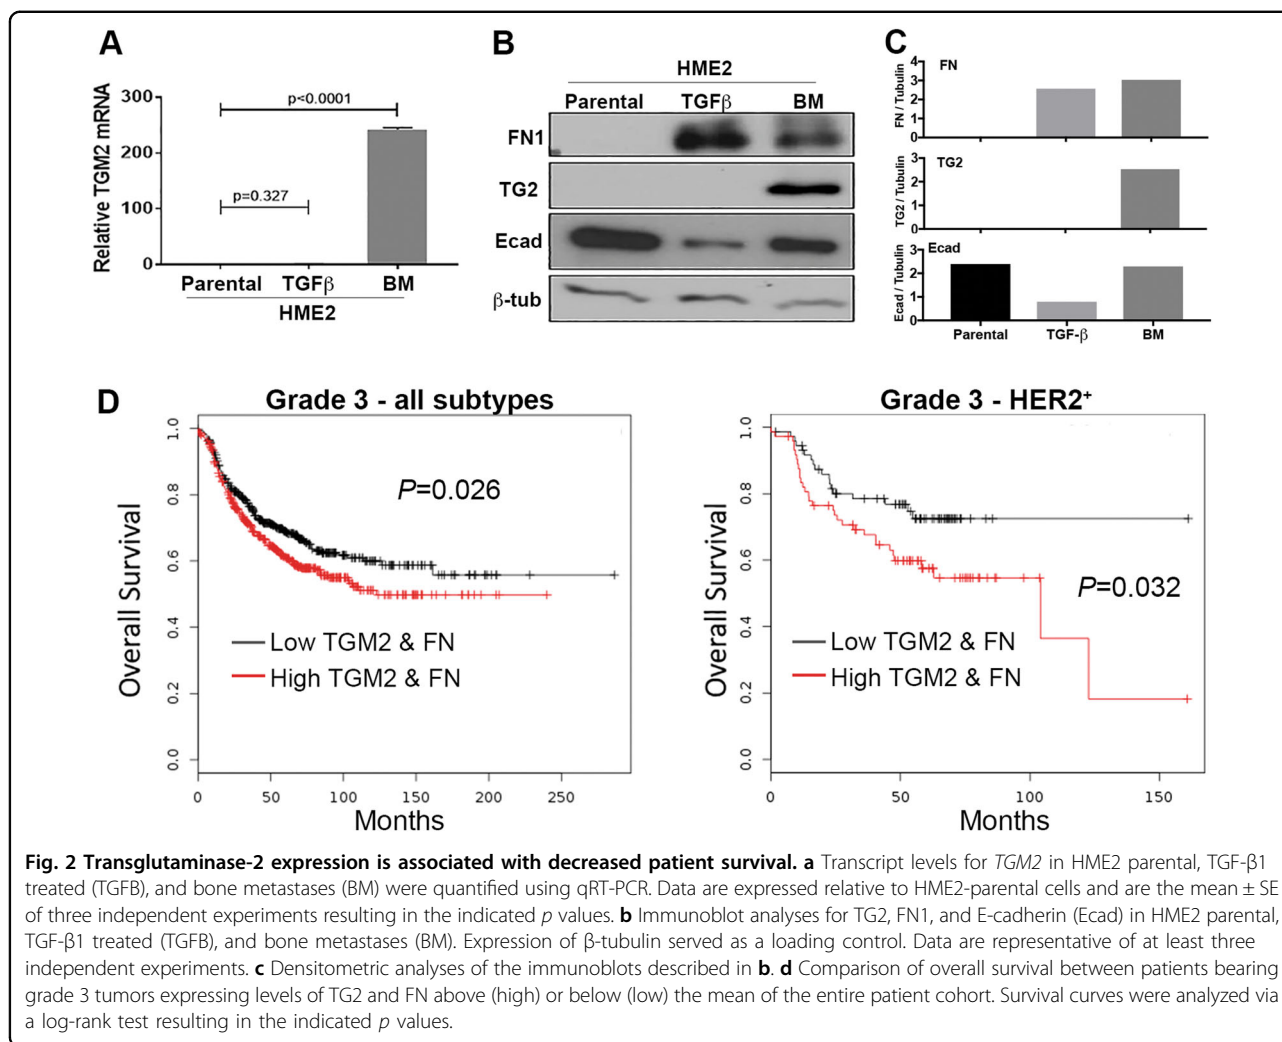 A
Relative TGM2 mRNA
300
200
100
0
p<0.0001
p=0.327
Parental TGFβ BM
HME2
B
HME2
Parental TGFβ BM
FN1
TG2
Ecad
β-tub
C
FN
FN / Tubulin
4
3
2
1
0
TG2
TG2 / Tubulin
3
2
1
0
Ecad
Ecad / Tubulin
3
2
1
0
Parental TGF-β BM
D
Grade 3 - all subtypes
Overall Survival
1.0
0.8
0.6
0.4
0.2
0.0
P=0.026
Low TGM2 & FN
High TGM2 & FN
0 50 100 150 200 250
Months
Grade 3 - HER2⁺
Overall Survival
1.0
0.8
0.6
0.4
0.2
0.0
P=0.032
Low TGM2 & FN
High TGM2 & FN
0 50 100 150
Months
Fig. 2 Transglutaminase-2 expression is associated with decreased patient survival. a Transcript levels for TGM2 in HME2 parental, TGF-β1
treated (TGFB), and bone metastases (BM) were quantified using qRT-PCR. Data are expressed relative to HME2-parental cells and are the mean ± SE
of three independent experiments resulting in the indicated p values. b Immunoblot analyses for TG2, FN1, and E-cadherin (Ecad) in HME2 parental,
TGF-β1 treated (TGFB), and bone metastases (BM). Expression of β-tubulin served as a loading control. Data are representative of at least three
independent experiments. c Densitometric analyses of the immunoblots described in b. d Comparison of overall survival between patients bearing
grade 3 tumors expressing levels of TG2 and FN above (high) or below (low) the mean of the entire patient cohort. Survival curves were analyzed via
a log-rank test resulting in the indicated p values.